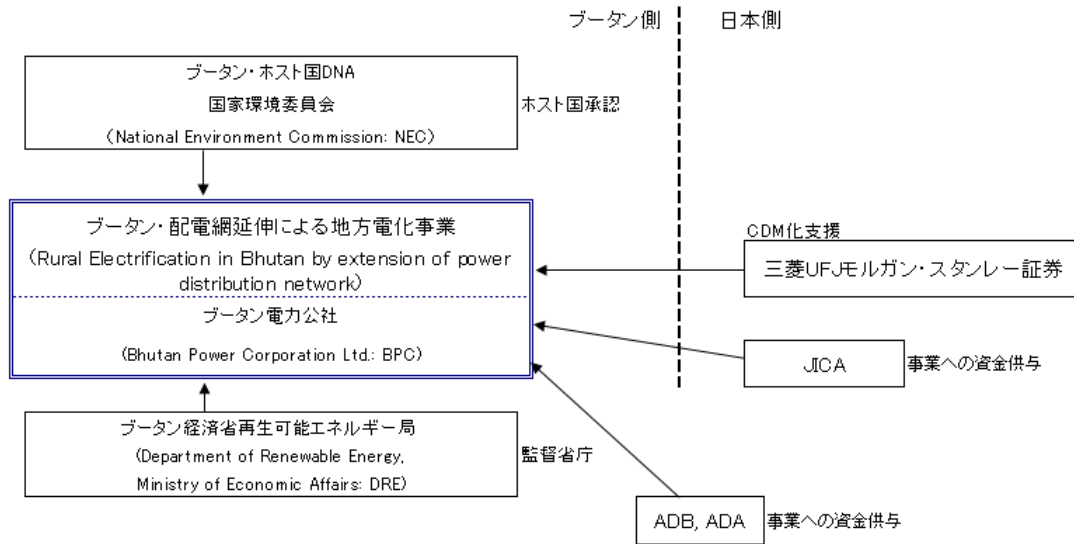 ブータン側
日本側
ブータン・ホスト国DNA
国家環境委員会
(National Environment Commission: NEC)
ホスト国承認
ブータン・配電網延伸による地方電化事業
(Rural Electrification in Bhutan by extension of power
distribution network)
ブータン電力公社
(Bhutan Power Corporation Ltd.: BPC)
CDM化支援
三菱UFJモルガン・スタンレー証券
JICA
事業への資金供与
ブータン経済省再生可能エネルギー局
(Department of Renewable Energy,
Ministry of Economic Affairs: DRE)
監督省庁
ADB, ADA
事業への資金供与